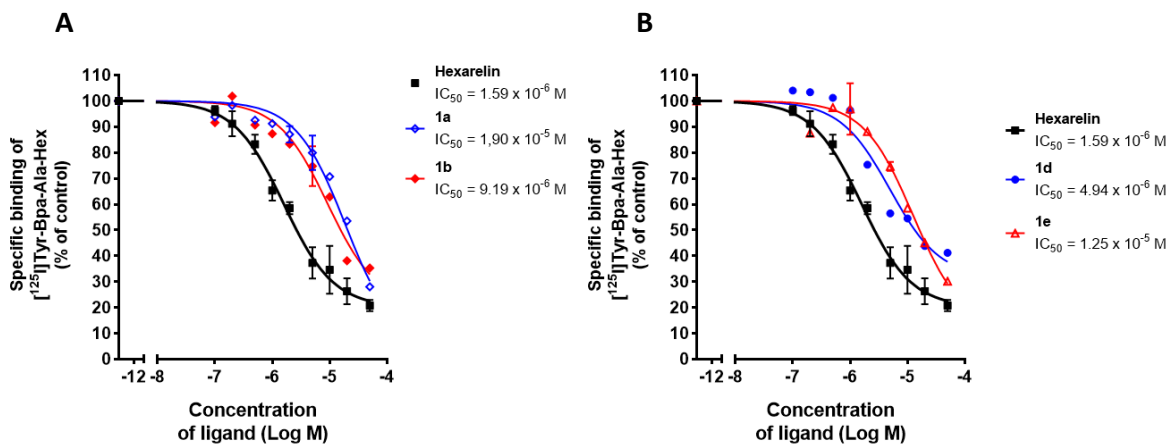 A
Specific binding of
[¹²⁵I]Tyr-Bpa-Ala-Hex
(% of control)
110
100
90
80
70
60
50
40
30
20
10
0
-12
-8
-7
-6
-5
-4
Concentration
of ligand (Log M)
Hexarelin
IC₅₀ = 1.59 x 10⁻⁶ M
1a
IC₅₀ = 1,90 x 10⁻⁵ M
1b
IC₅₀ = 9.19 x 10⁻⁶ M
B
Specific binding of
[¹²⁵I]Tyr-Bpa-Ala-Hex
(% of control)
110
100
90
80
70
60
50
40
30
20
10
0
-12
-8
-7
-6
-5
-4
Concentration
of ligand (Log M)
Hexarelin
IC₅₀ = 1.59 x 10⁻⁶ M
1d
IC₅₀ = 4.94 x 10⁻⁶ M
1e
IC₅₀ = 1.25 x 10⁻⁵ M